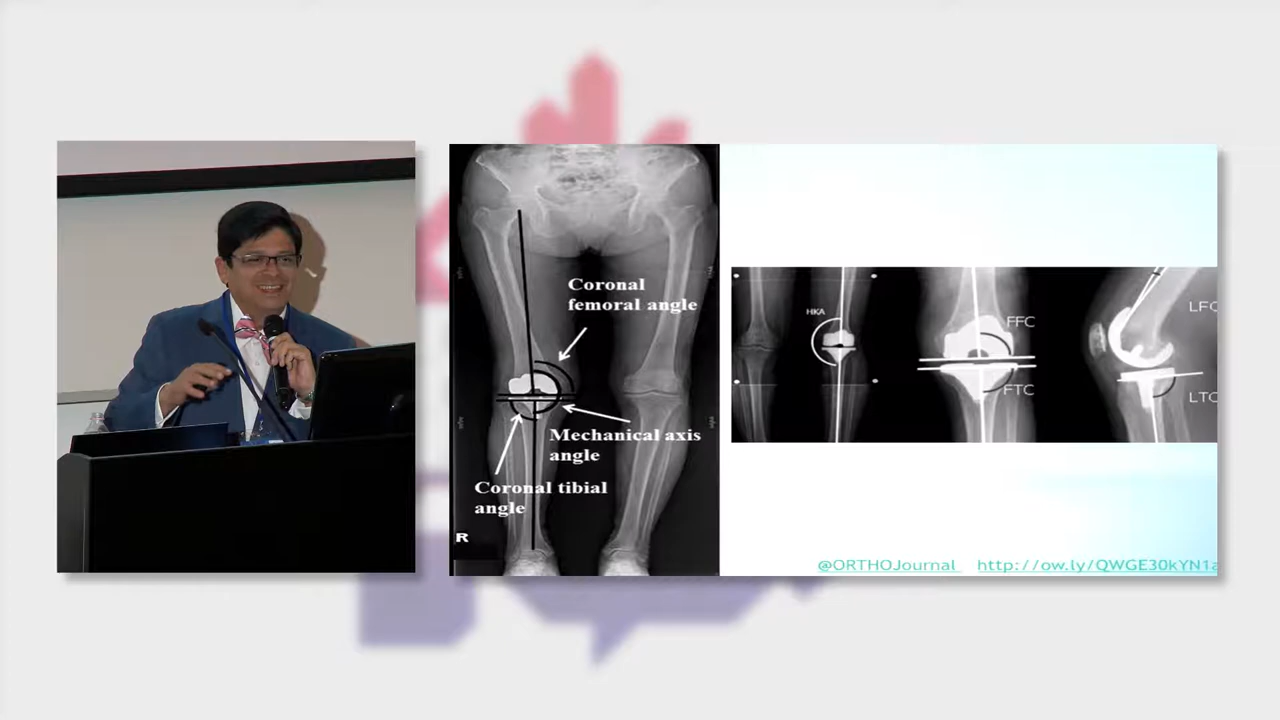 Coronal
femoral angle
Mechanical axis
angle
Coronal tibial
angle
R
HKA
FFC
FTC
LFC
LTC
@ORTHOJournal http://ow.ly/QWGE30kYN1a